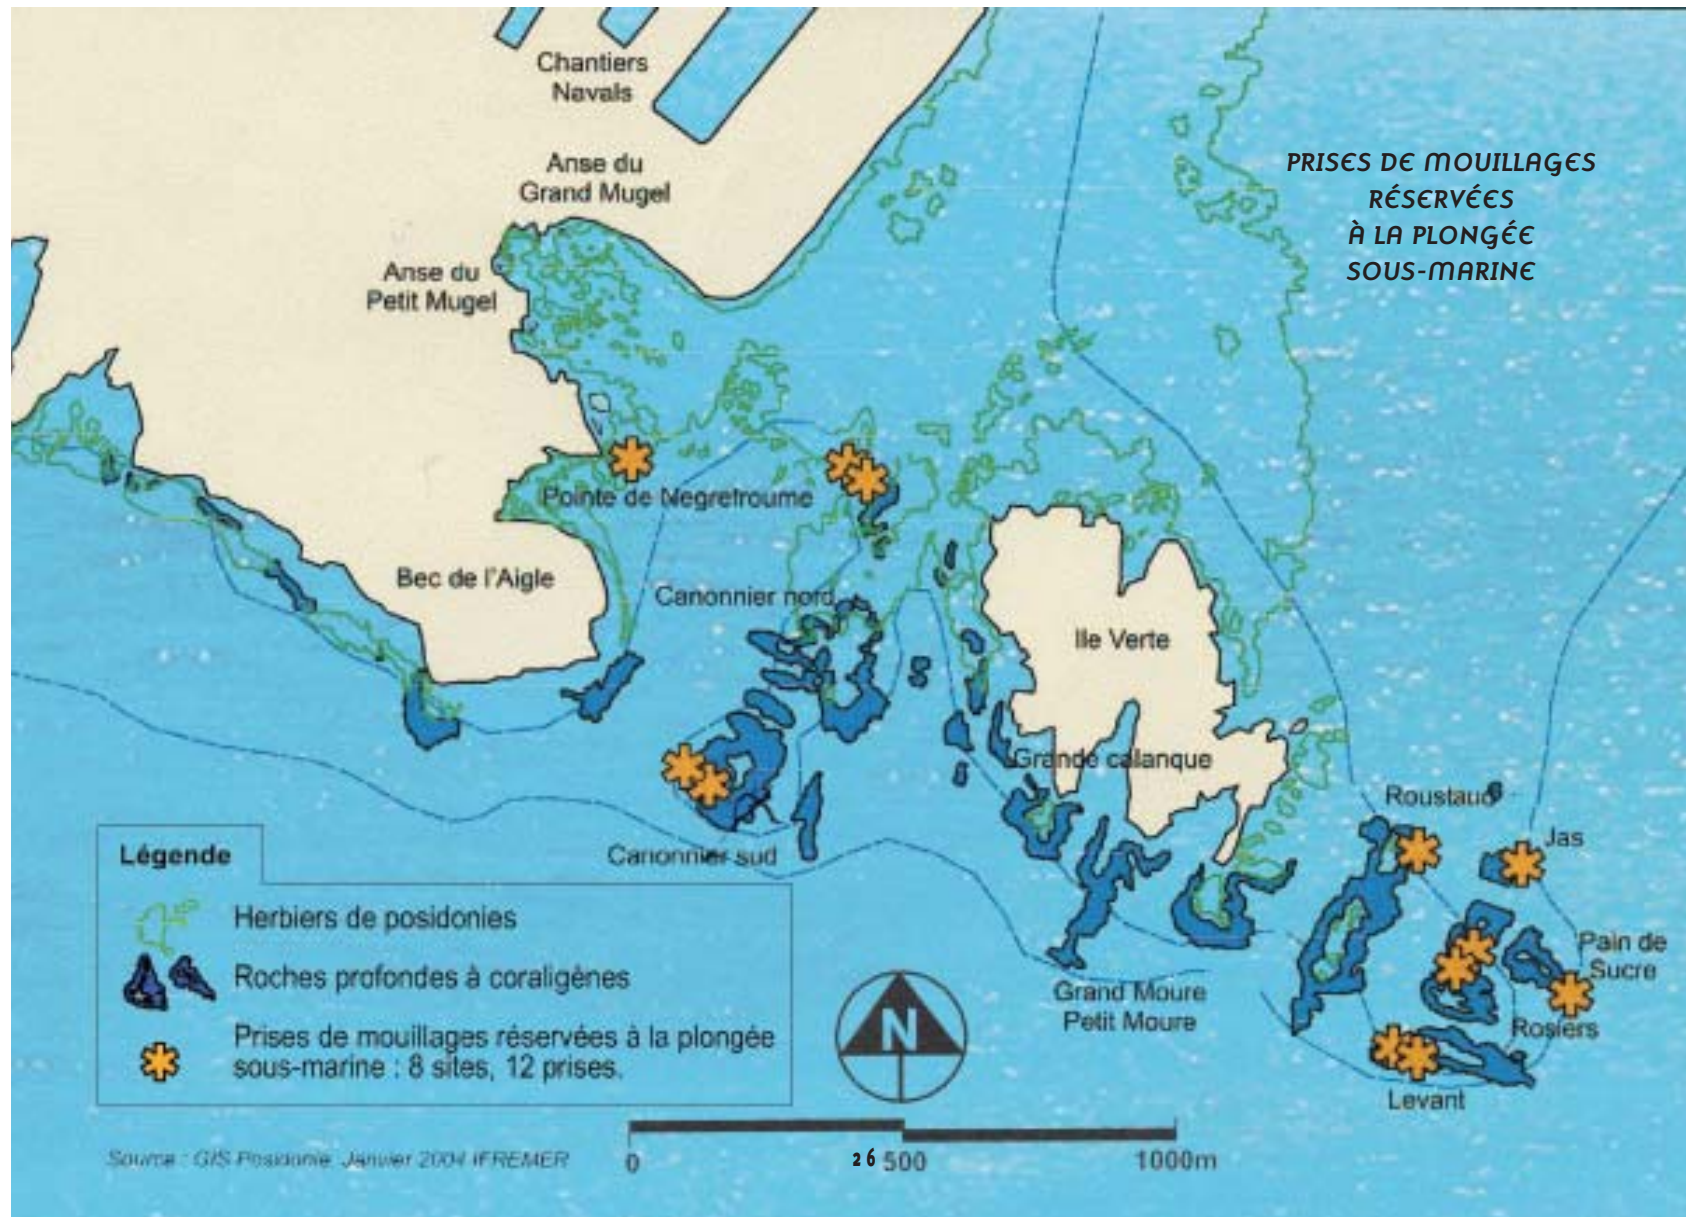 Chantiers
Navals
Anse du
Grand Mugel
PRISES DE MOUILLAGES
RÉSERVÉES
À LA PLONGÉE
SOUS-MARINE
Anse du
Petit Mugel
Pointe de Negrefroume
Bec de l'Aigle
Canonnier nord
Ile Verte
Grande calanque
Roustaud
Jas
Canonnier sud
Pain de
Sucre
Rosiers
Grand Moure
Petit Moure
Levant
Légende
Herbiers de posidonies
Roches profondes à coraligènes
Prises de mouillages réservées à la plongée
sous-marine : 8 sites, 12 prises.
N
Source : GIS Posidonie Janvier 2004 IFREMER
0 500 1000m
26